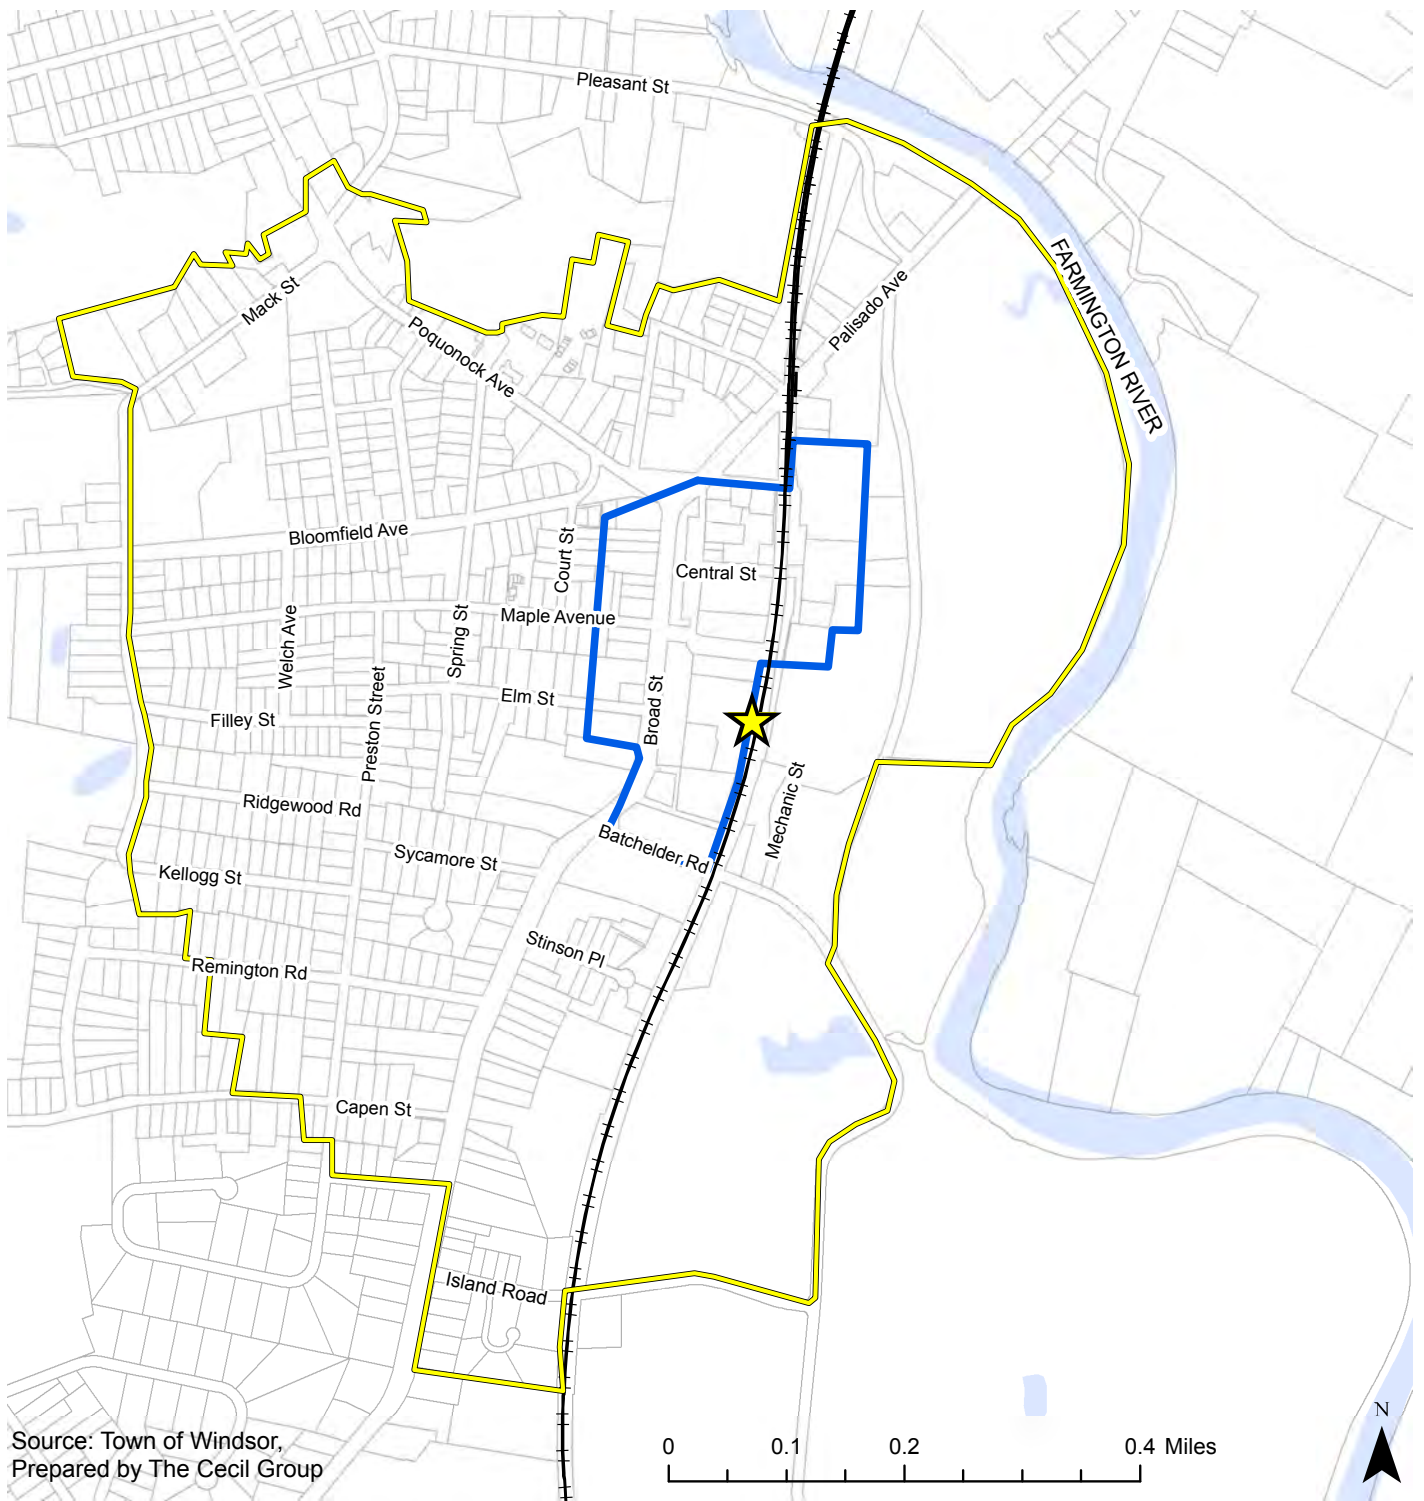 Pleasant St
FARMINGTON RIVER
Mack St
Palisado Ave
Poquonock Ave
Bloomfield Ave
Court St
Central St
Maple Avenue
Welch Ave
Spring St
Preston Street
Elm St
Broad St
Filley St
Mechanic St
Ridgewood Rd
Batchelder Rd
Sycamore St
Kellogg St
Stinson Pl
Remington Rd
Capen St
Island Road
N
Source: Town of Windsor,
Prepared by The Cecil Group
0 0.1 0.2 0.4 Miles